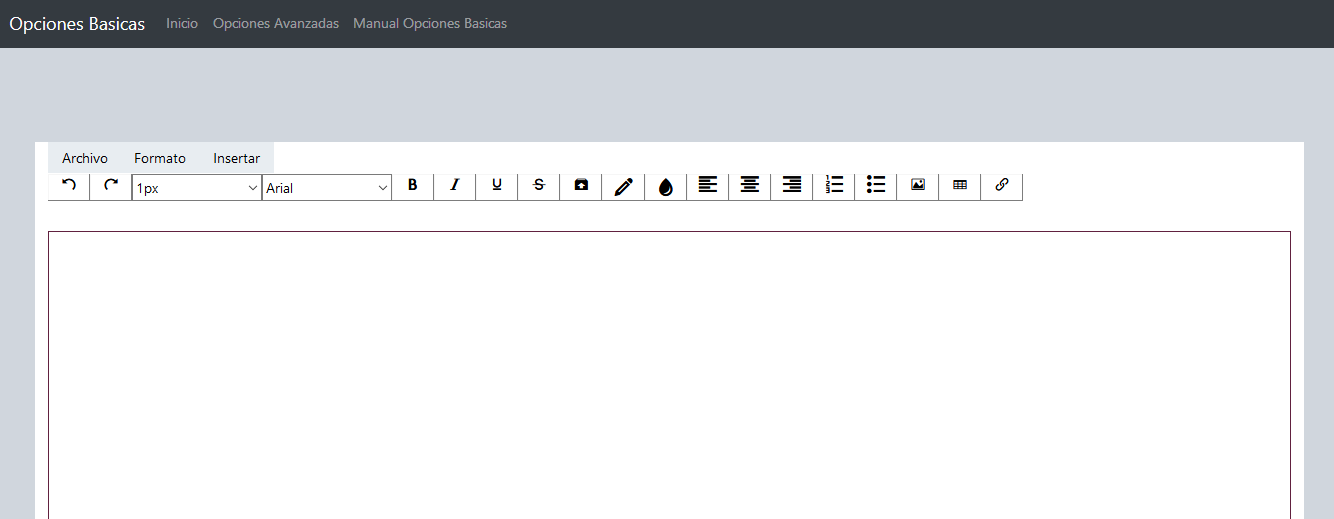 Opciones Basicas Inicio Opciones Avanzadas Manual Opciones Basicas
Archivo Formato Insertar
1px Arial B I U S